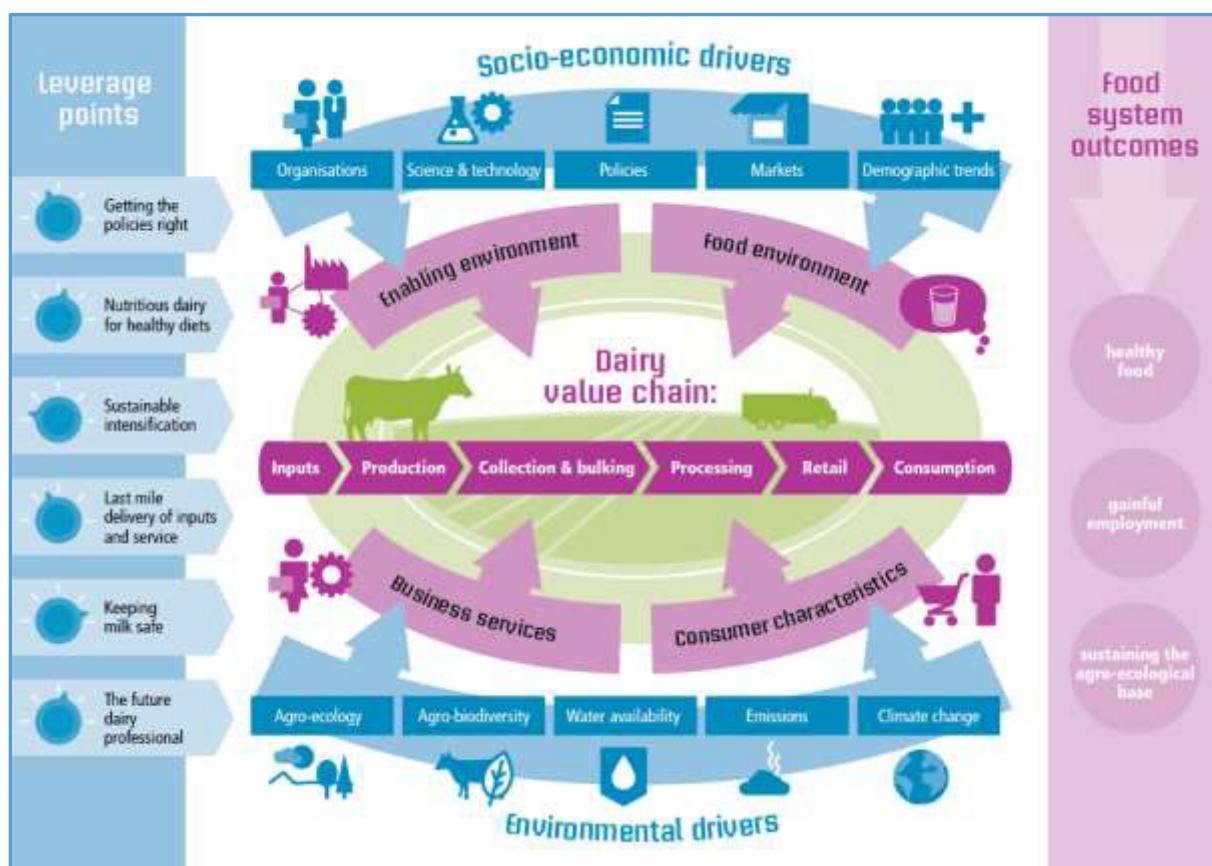 Leverage
points
Getting the
policies right
Nutritious dairy
for healthy diets
Sustainable
intensification
Last mile
delivery of inputs
and service
Keeping
milk safe
The future
dairy
professional
Socio-economic drivers
Organisations
Science & technology
Policies
Markets
Demographic trends
Enabling environment
Food environment
Dairy
value chain:
Inputs
Production
Collection & bulking
Processing
Retail
Consumption
Business services
Consumer characteristics
Agro-ecology
Agro-biodiversity
Water availability
Emissions
Climate change
Environmental drivers
Food
system
outcomes
healthy
food
gainful
employment
sustaining the
agro-ecological
base